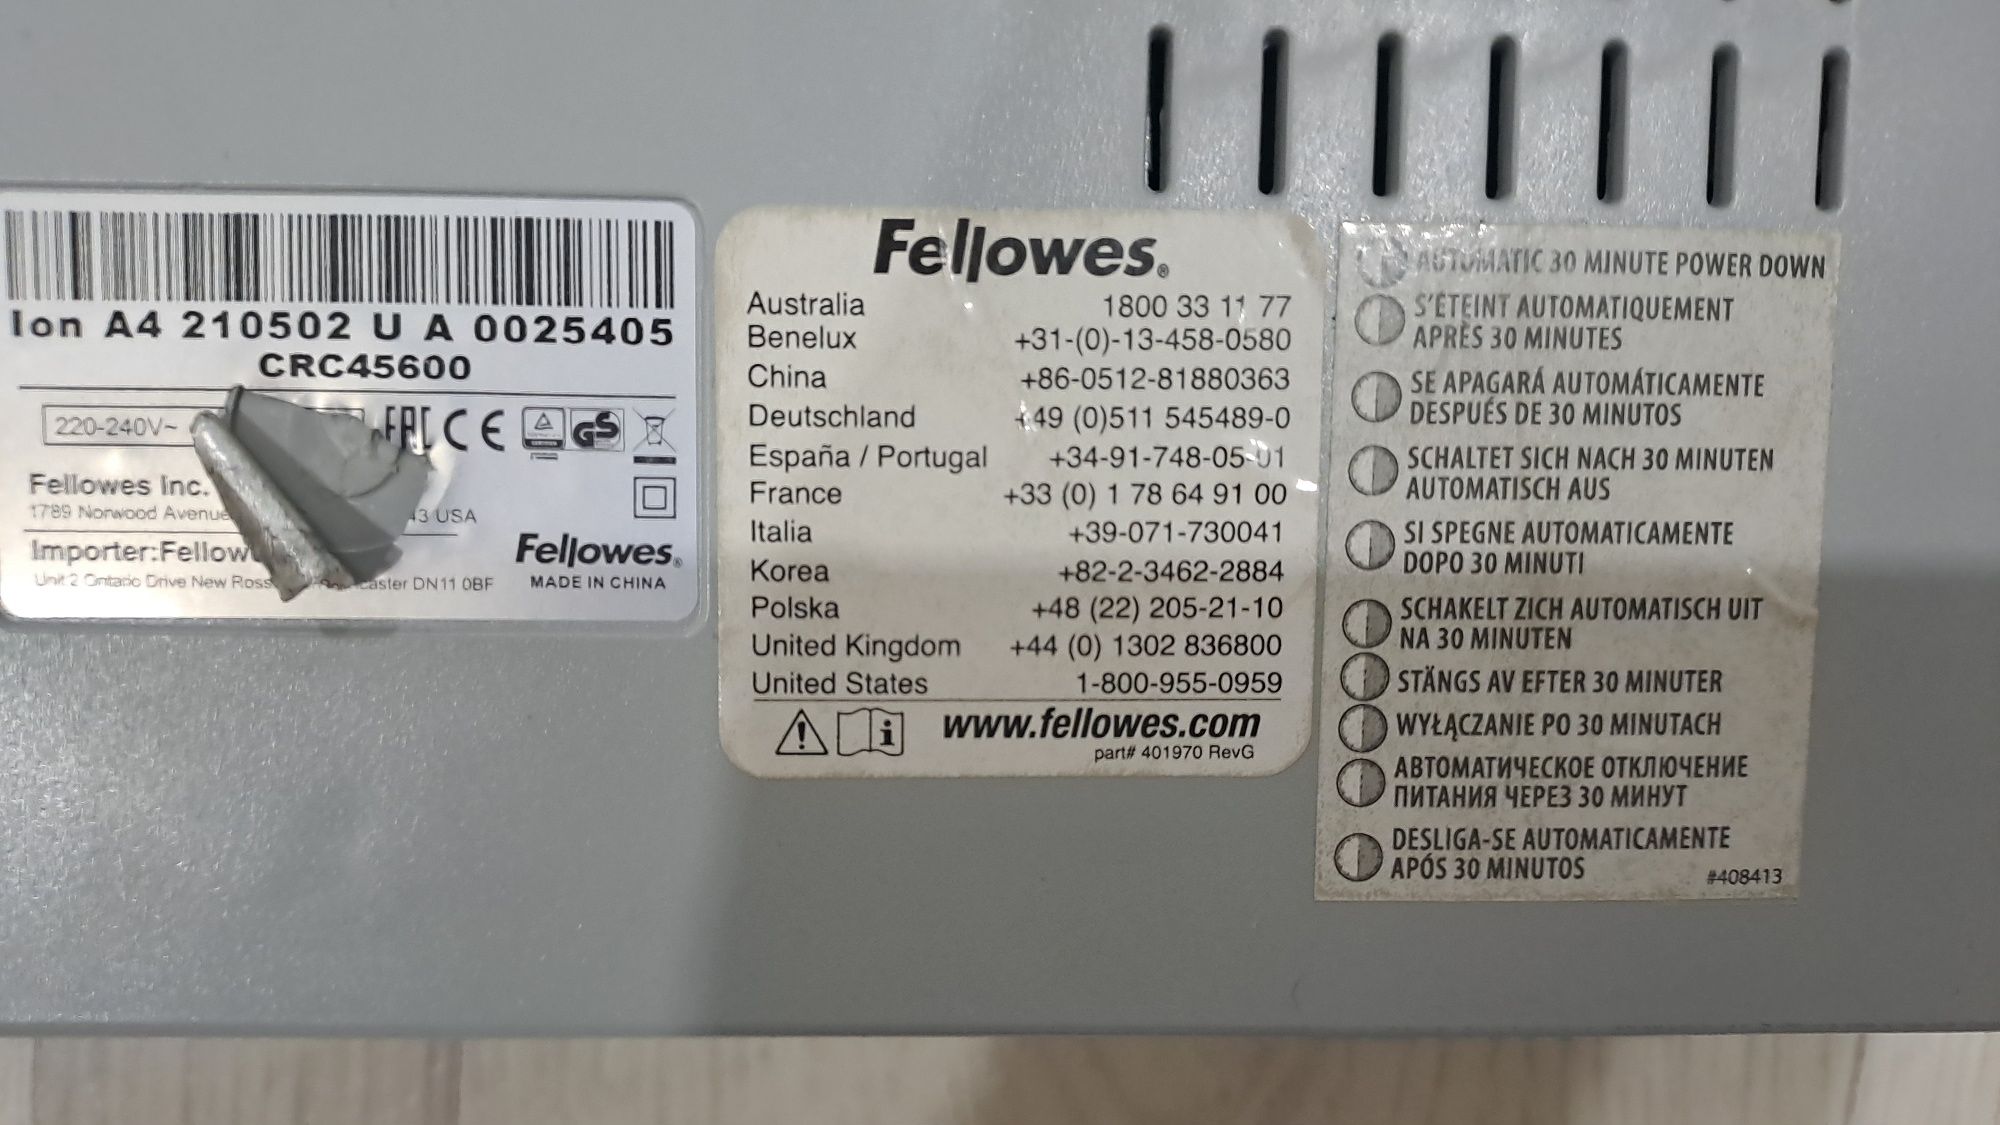 Ion A4 210502 U A 0025405
CRC45600
220-240V~
EAC CE GS
Fellowes Inc.
1789 Norwood Avenue 43 USA
Importer:Fellow
Unit 2 Ontario Drive New Ross caster DN11 0BF
Fellowes®
MADE IN CHINA
Fellowes®
Australia 1800 33 11 77
Benelux +31-(0)-13-458-0580
China +86-0512-81880363
Deutschland +49 (0)511 545489-0
España / Portugal +34-91-748-05-01
France +33 (0) 1 78 64 91 00
Italia +39-071-730041
Korea +82-2-3462-2884
Polska +48 (22) 205-21-10
United Kingdom +44 (0) 1302 836800
United States 1-800-955-0959
www.fellowes.com
part# 401970 RevG
AUTOMATIC 30 MINUTE POWER DOWN
S'ÉTEINT AUTOMATIQUEMENT
APRÈS 30 MINUTES
SE APAGARÁ AUTOMÁTICAMENTE
DESPUÉS DE 30 MINUTOS
SCHALTET SICH NACH 30 MINUTEN
AUTOMATISCH AUS
SI SPEGNE AUTOMATICAMENTE
DOPO 30 MINUTI
SCHAKELT ZICH AUTOMATISCH UIT
NA 30 MINUTEN
STÄNGS AV EFTER 30 MINUTER
WYŁĄCZANIE PO 30 MINUTACH
АВТОМАТИЧЕСКОЕ ОТКЛЮЧЕНИЕ
ПИТАНИЯ ЧЕРЕЗ 30 МИНУТ
DESLIGA-SE AUTOMATICAMENTE
APÓS 30 MINUTOS
#408413